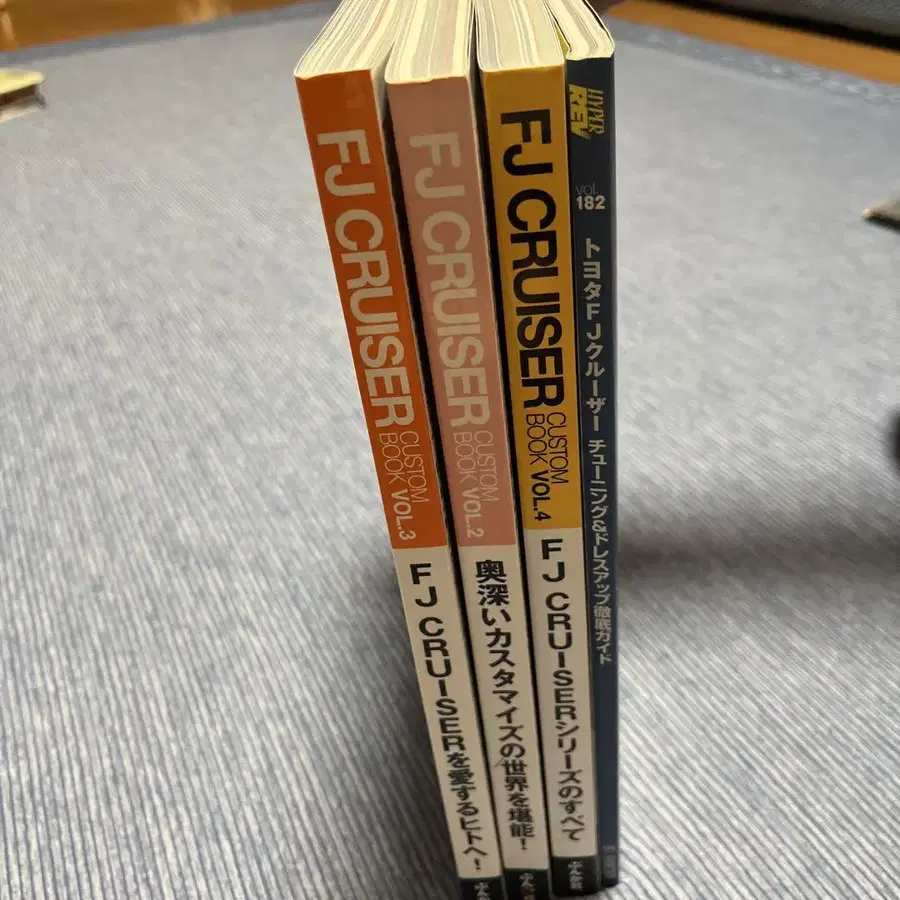 FJ CRUISER
CUSTOM
BOOK VOL.3
FJ CRUISERを愛するヒトへ!
FJ CRUISER
CUSTOM
BOOK VOL.2
奥深いカスタマイズの世界を堪能!
FJ CRUISER
CUSTOM
BOOK VOL.4
FJ CRUISERシリーズのすべて
HYPER
REV
vol.
182
トヨタFJクルーザー チューニング&ドレスアップ徹底ガイド